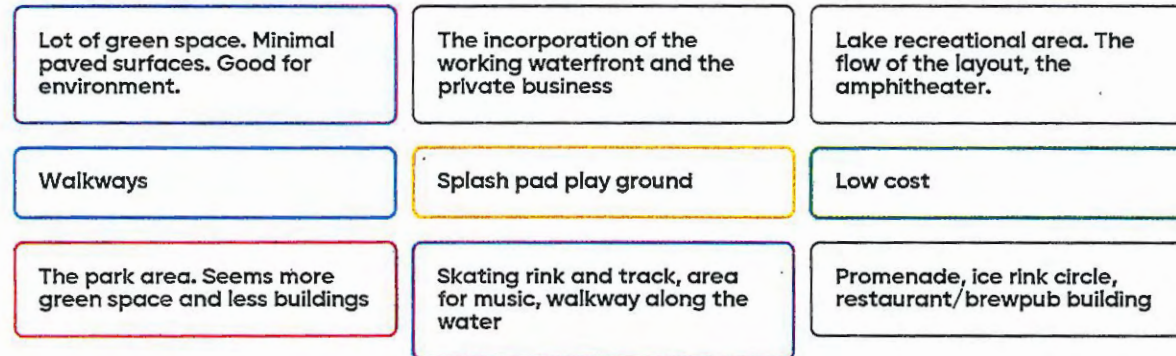 Lot of green space. Minimal
paved surfaces. Good for
environment.
The incorporation of the
working waterfront and the
private business
Lake recreational area. The
flow of the layout, the
amphitheater.
Walkways
Splash pad play ground
Low cost
The park area. Seems more
green space and less buildings
Skating rink and track, area
for music, walkway along the
water
Promenade, ice rink circle,
restaurant/brewpub building